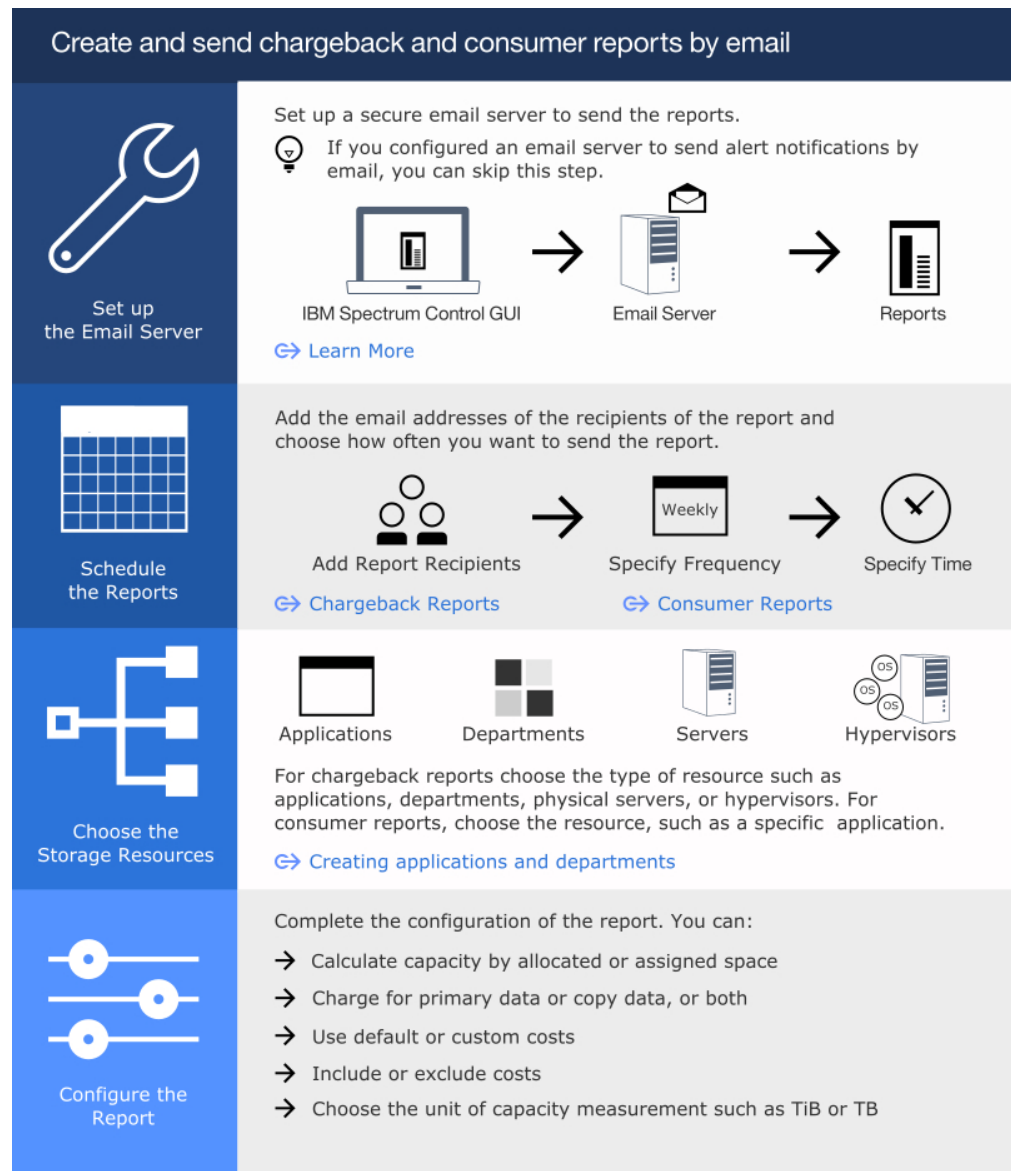 Create and send chargeback and consumer reports by email
Set up
the Email Server
Set up a secure email server to send the reports.
If you configured an email server to send alert notifications by
email, you can skip this step.
IBM Spectrum Control GUI
Email Server
Reports
Learn More
Schedule
the Reports
Add the email addresses of the recipients of the report and
choose how often you want to send the report.
Weekly
Add Report Recipients
Specify Frequency
Specify Time
Chargeback Reports
Consumer Reports
Choose the
Storage Resources
OS
OS
OS
Applications
Departments
Servers
Hypervisors
For chargeback reports choose the type of resource such as
applications, departments, physical servers, or hypervisors. For
consumer reports, choose the resource, such as a specific application.
Creating applications and departments
Configure the
Report
Complete the configuration of the report. You can:
Calculate capacity by allocated or assigned space
Charge for primary data or copy data, or both
Use default or custom costs
Include or exclude costs
Choose the unit of capacity measurement such as TiB or TB